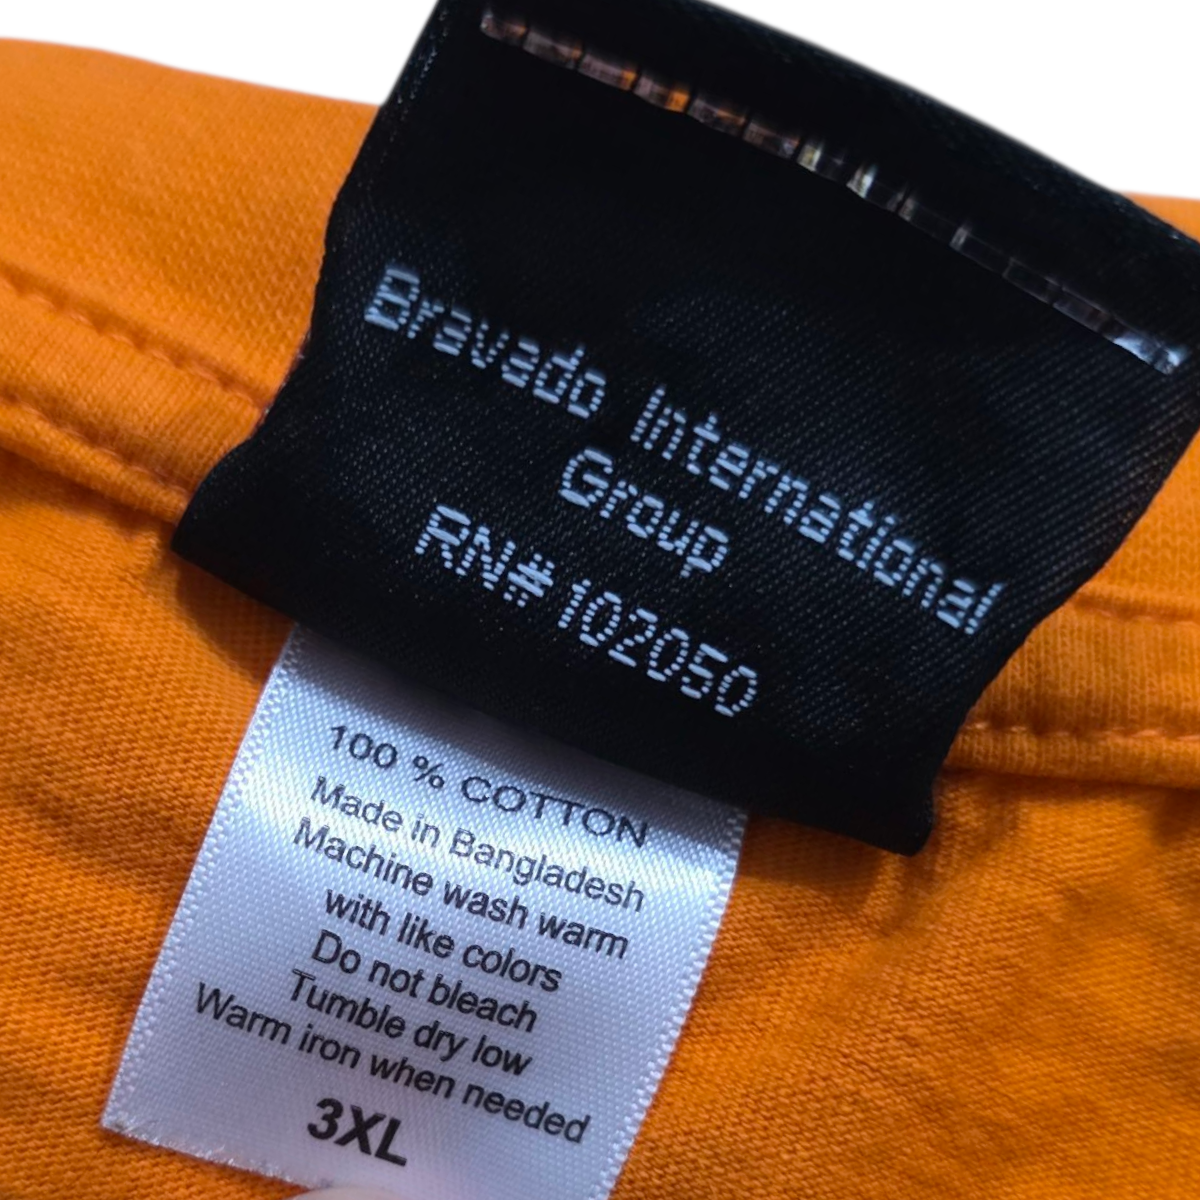 Bravado International
Group
RN# 102050
100 % COTTON
Made in Bangladesh
Machine wash warm
with like colors
Do not bleach
Tumble dry low
Warm iron when needed
3XL